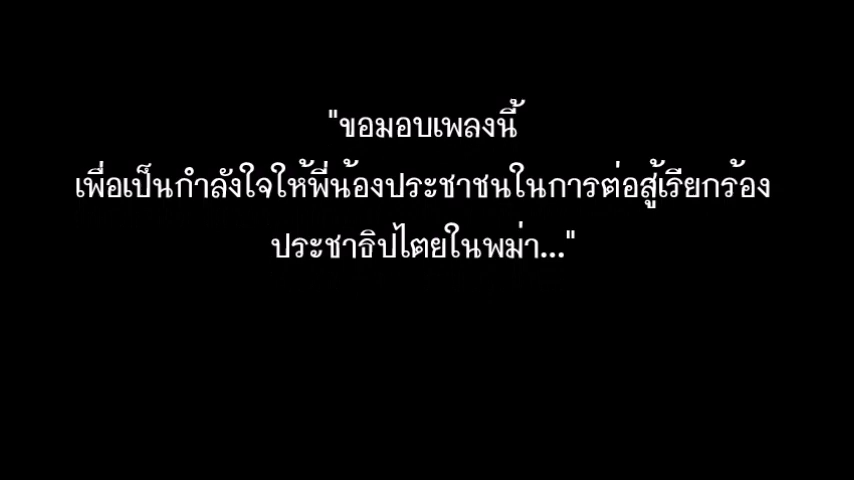 "ขอมอบเพลงนี้
เพื่อเป็นกำลังใจให้พี่น้องประชาชนในการต่อสู้เรียกร้อง
ประชาธิปไตยในพม่า..."